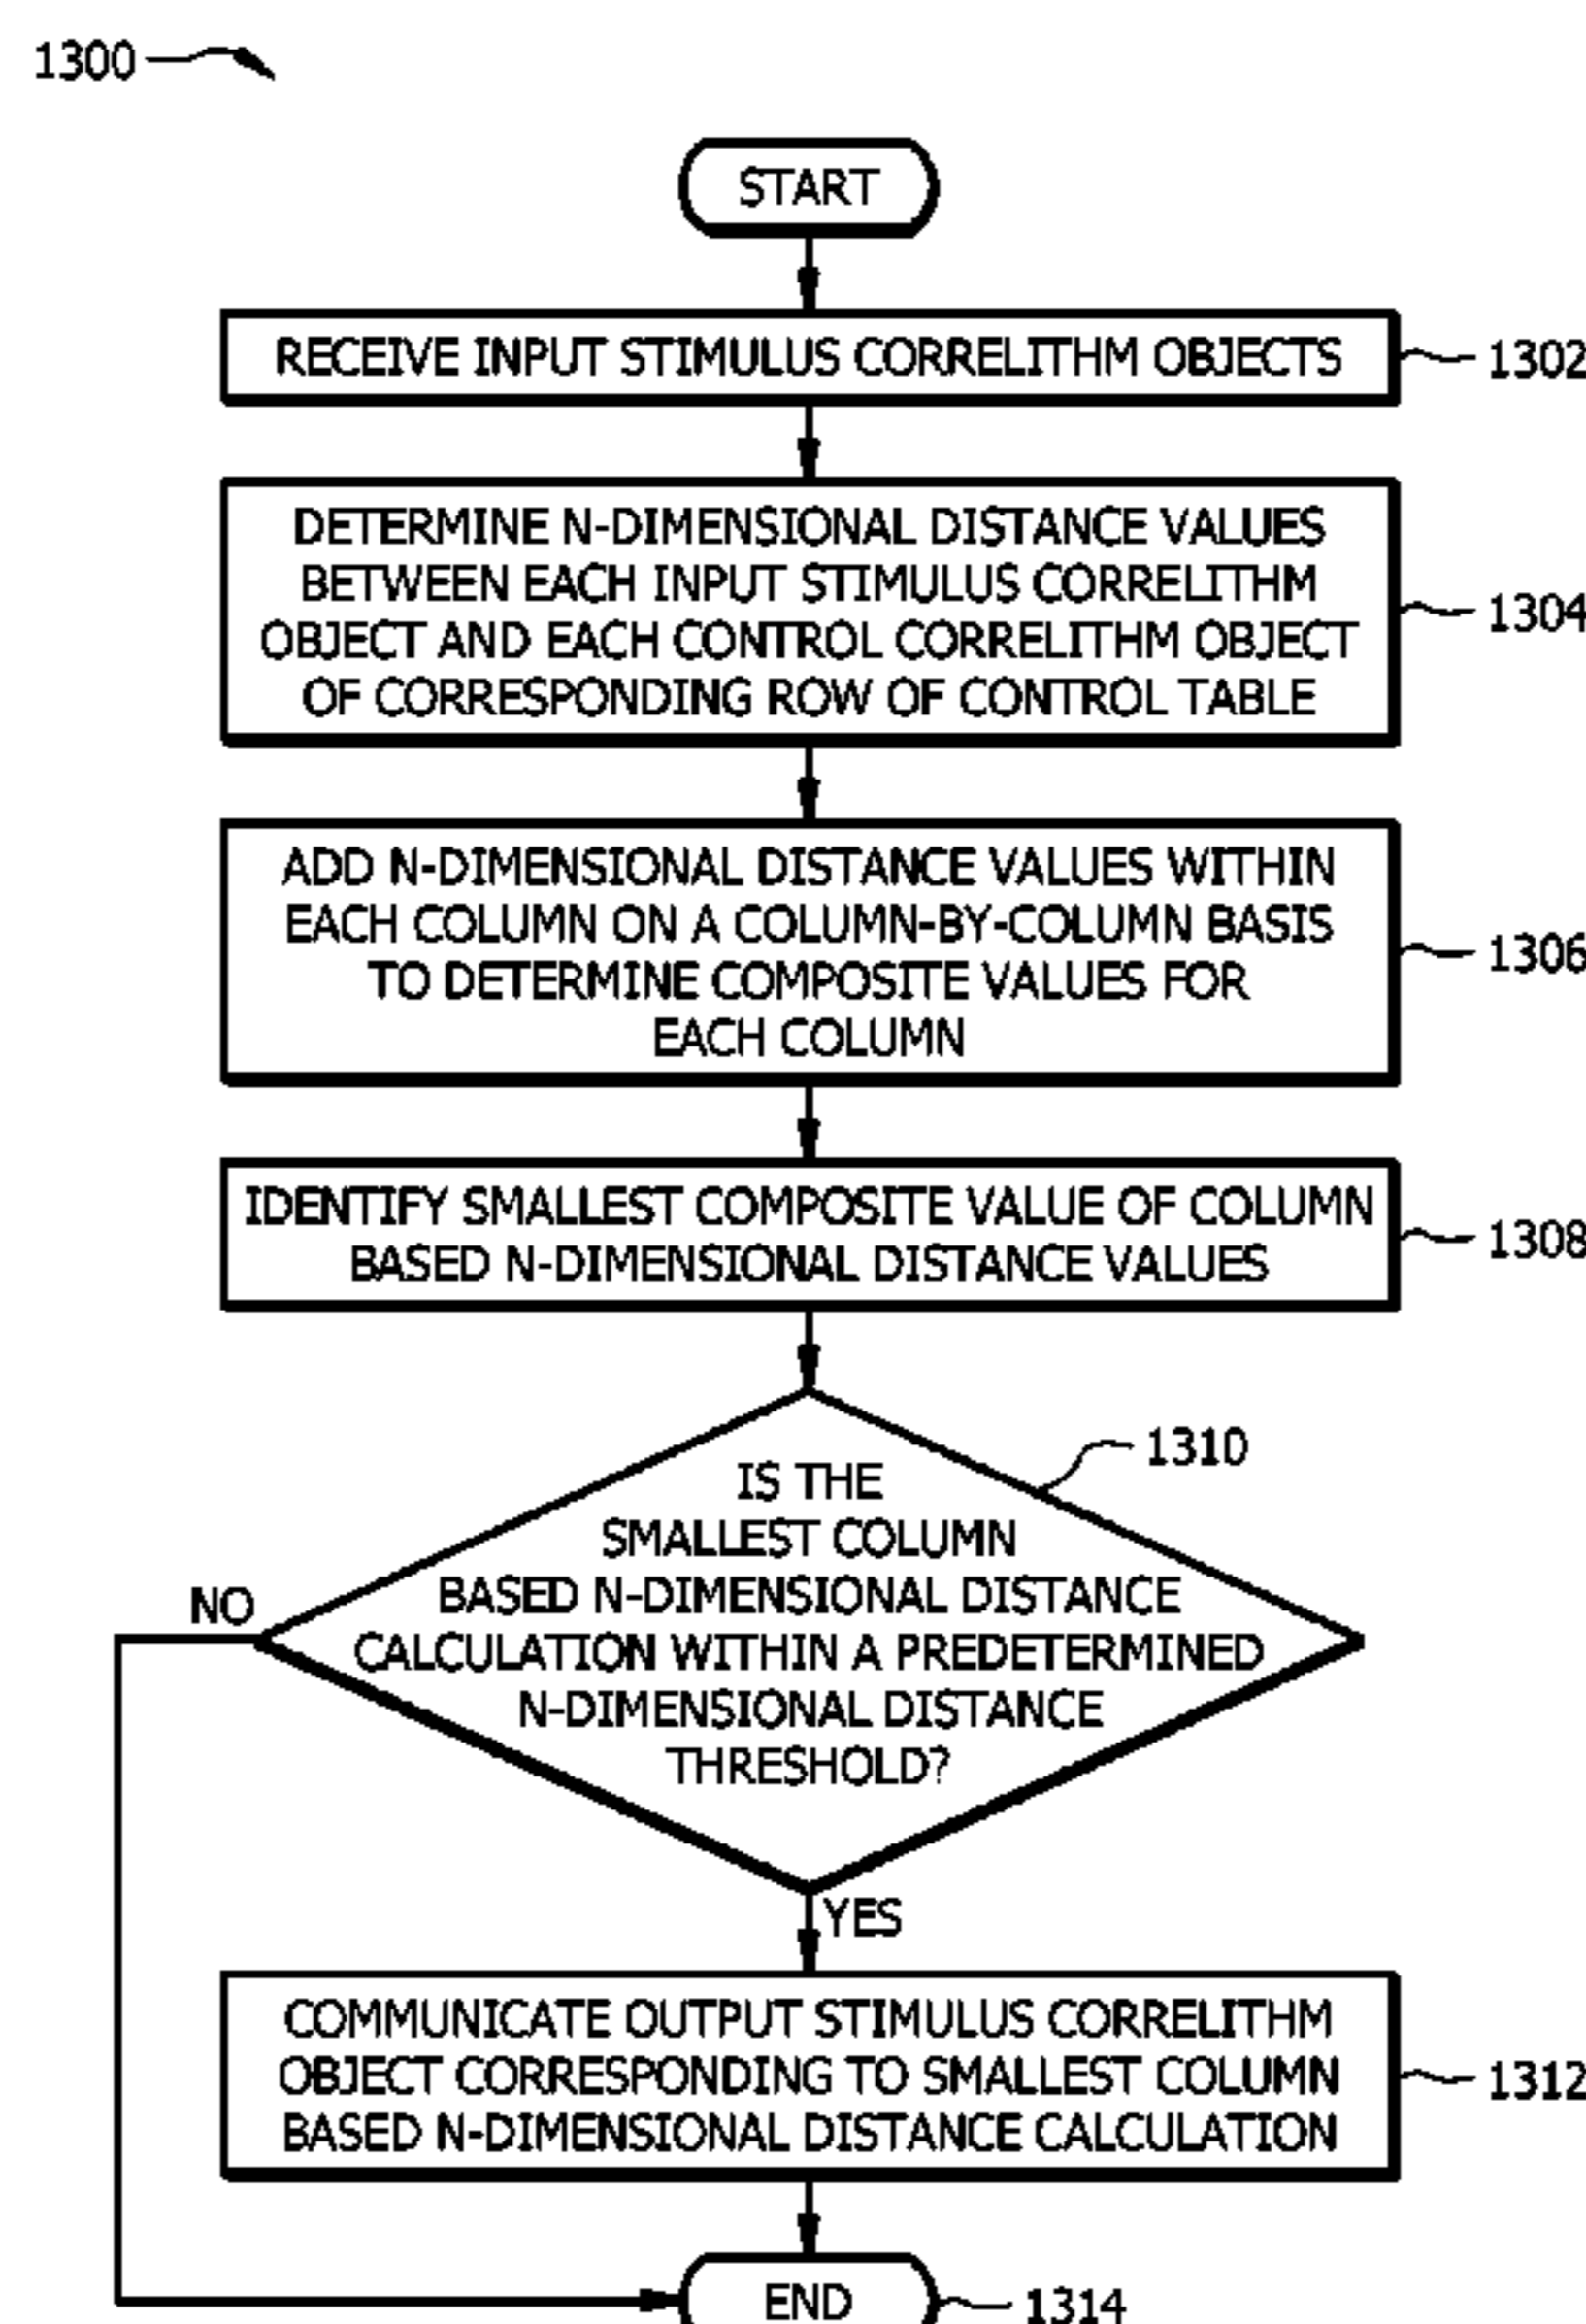 1300
START
RECEIVE INPUT STIMULUS CORRELITHM OBJECTS
1302
DETERMINE N-DIMENSIONAL DISTANCE VALUES
BETWEEN EACH INPUT STIMULUS CORRELITHM
OBJECT AND EACH CONTROL CORRELITHM OBJECT
OF CORRESPONDING ROW OF CONTROL TABLE
1304
ADD N-DIMENSIONAL DISTANCE VALUES WITHIN
EACH COLUMN ON A COLUMN-BY-COLUMN BASIS
TO DETERMINE COMPOSITE VALUES FOR
EACH COLUMN
1306
IDENTIFY SMALLEST COMPOSITE VALUE OF COLUMN
BASED N-DIMENSIONAL DISTANCE VALUES
1308
1310
IS THE
SMALLEST COLUMN
BASED N-DIMENSIONAL DISTANCE
CALCULATION WITHIN A PREDETERMINED
N-DIMENSIONAL DISTANCE
THRESHOLD?
NO
YES
COMMUNICATE OUTPUT STIMULUS CORRELITHM
OBJECT CORRESPONDING TO SMALLEST COLUMN
BASED N-DIMENSIONAL DISTANCE CALCULATION
1312
END
1314